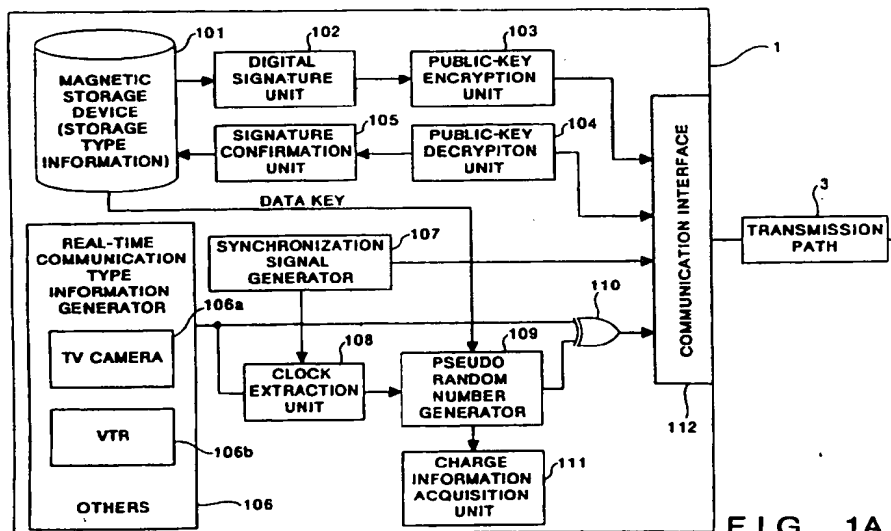 101
102
103
1
MAGNETIC
STORAGE
DEVICE
(STORAGE
TYPE
INFORMATION)
DIGITAL
SIGNATURE
UNIT
PUBLIC-KEY
ENCRYPTION
UNIT
105
104
SIGNATURE
CONFIRMATION
UNIT
PUBLIC-KEY
DECRYPITON
UNIT
DATA KEY
COMMUNICATION INTERFACE
112
3
TRANSMISSION
PATH
107
SYNCHRONIZATION
SIGNAL
GENERATOR
REAL-TIME
COMMUNICATION
TYPE
INFORMATION
GENERATOR
106a
TV CAMERA
VTR
106b
OTHERS
106
108
CLOCK
EXTRACTION
UNIT
109
PSEUDO
RANDOM
NUMBER
GENERATOR
110
CHARGE
INFORMATION
ACQUISITION
UNIT
111
FIG. 1A